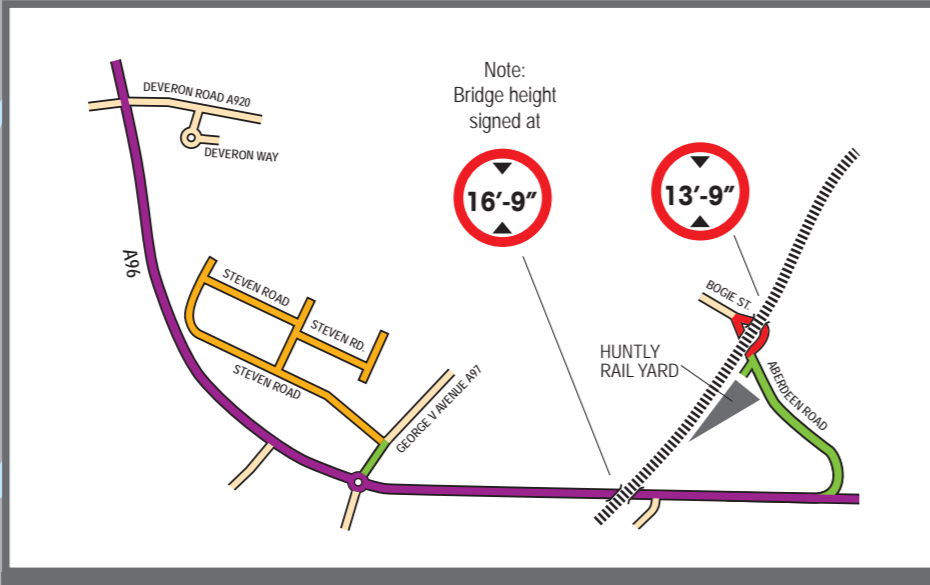 DEVERON ROAD A920
DEVERON WAY
Note:
Bridge height
signed at
16’-9”
13’-9”
A96
STEVEN ROAD
STEVEN RD.
STEVEN ROAD
GEORGE V AVENUE A97
BOGIE ST.
HUNTLY
RAIL YARD
ABERDEEN ROAD